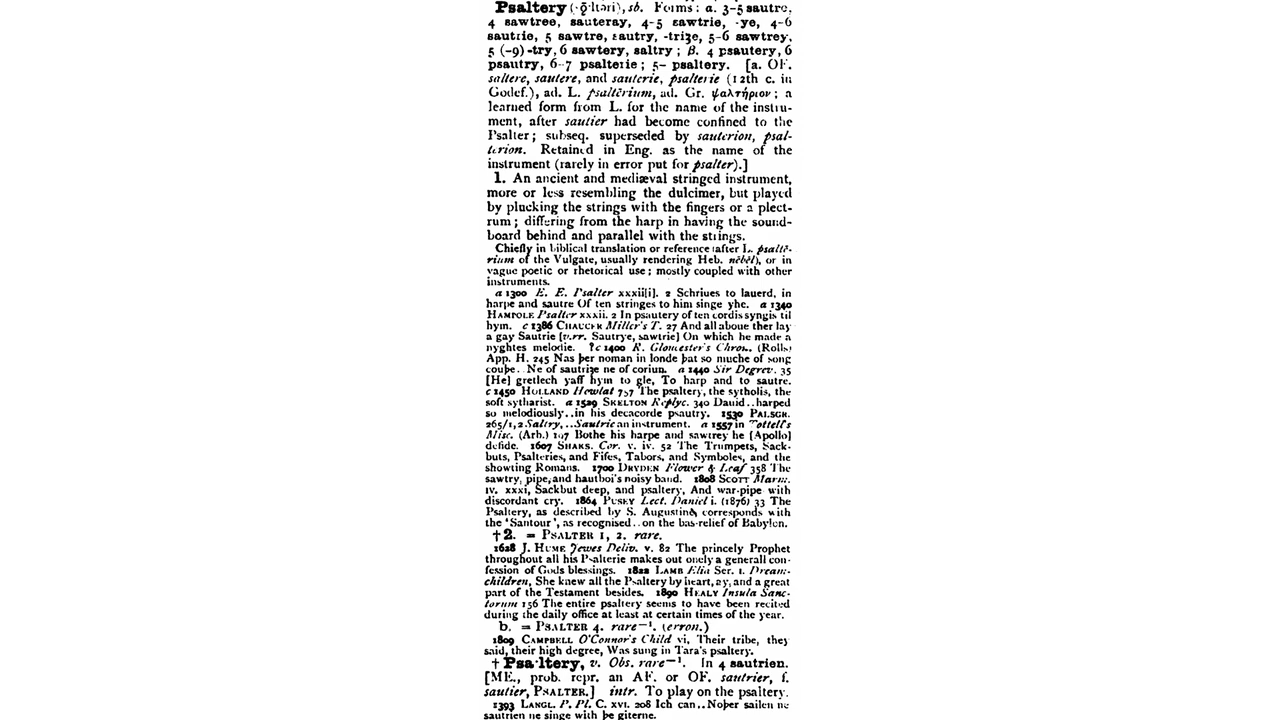 Psaltery (·ǭ·ltəri), sb. Forms: a. 3–5 sautre,
4 sawtree, sauteray, 4–5 sawtrie, -ye, 4–6
sautrie, 5 sawtre, sautry, -triȝe, 5–6 sawtrey,
5 (–9) -try, 6 sawtery, saltry; β. 4 psautery, 6
psautry, 6–7 psalterie; 5– psaltery. [a. OF.
saltere, sautere, and sauterie, psalterie (12th c. in
Godef.), ad. L. psaltērium, ad. Gr. ψαλτήριον; a
learned form from L. for the name of the instru-
ment, after sautier had become confined to the
Psalter; subseq. superseded by sauterion, psal-
terion. Retained in Eng. as the name of the
instrument (rarely in error put for psalter).]
1. An ancient and mediæval stringed instrument,
more or less resembling the dulcimer, but played
by plucking the strings with the fingers or a plect-
rum; differing from the harp in having the sound-
board behind and parallel with the strings.
Chiefly in biblical translation or reference (after L. psaltē-
rium of the Vulgate, usually rendering Heb. nēbel), or in
vague poetic or rhetorical use; mostly coupled with other
instruments.
a 1300 E. E. Psalter xxxii[i]. 2 Schriues to lauerd, in
harpe and sautre Of ten stringes to him singe yhe. a 1340
HAMPOLE Psalter xxxii. 2 In psautery of ten cordis syngis til
hym. c 1386 CHAUCER Miller's T. 27 And all aboue ther lay
a gay Sautrie [v.rr. Sautrye, sawtrie] On which he made a
nyghtes melodie. ?c 1400 R. Gloucester's Chron. (Rolls)
App. H. 245 Nas þer noman in londe þat so muche of song
couþe.. Ne of sautriȝe ne of coriun. a 1440 Sir Degrev. 35
[He] gretlech yaff hym to gle, To harp and to sautre.
c 1450 HOLLAND Howlat 757 The psaltery, the sytholis, the
soft sytharist. a 1529 SKELTON Replyc. 340 Dauid..harped
so melodiously..in his decacorde psautry. 1530 PALSGR.
265/1, 2 Saltry,..Sautrie an instrument. a 1557 in Tottell's
Misc. (Arb.) 197 Bothe his harpe and sawtrey he [Apollo]
defide. 1607 SHAKS. Cor. v. iv. 52 The Trumpets, Sack-
buts, Psalteries, and Fifes, Tabors, and Symboles, and the
showting Romans. 1700 DRYDEN Flower & Leaf 358 The
sawtry, pipe, and hautboi's noisy band. 1808 SCOTT Marm.
IV. xxxi, Sackbut deep, and psaltery, And war-pipe with
discordant cry. 1864 PUSEY Lect. Daniel i. (1876) 33 The
Psaltery, as described by S. Augustine, corresponds with
the 'Santour', as recognised..on the bas-relief of Babylon.
†2. = PSALTER 1, 2. rare.
1628 J. HUME Jewes Deliv. v. 82 The princely Prophet
throughout all his Psalterie makes out onely a generall con-
fession of Gods blessings. 1822 LAMB Elia Ser. I. Dream-
children, She knew all the Psaltery by heart, ay, and a great
part of the Testament besides. 1890 HEALY Insula Sanc-
torum 156 The entire psaltery seems to have been recited
during the daily office at least at certain times of the year.
b. = PSALTER 4. rare⁻¹. (erron.)
1809 CAMPBELL O'Connor's Child vi, Their tribe, they
said, their high degree, Was sung in Tara's psaltery.
†Psa·ltery, v. Obs. rare⁻¹. In 4 sautrien.
[ME., prob. repr. an AF. or OF. sautrier, f.
sautier, PSALTER.] intr. To play on the psaltery.
1393 LANGL. P. Pl. C. XVI. 208 Ich can..Noþer sailen ne
sautrien ne singe with þe giterne.